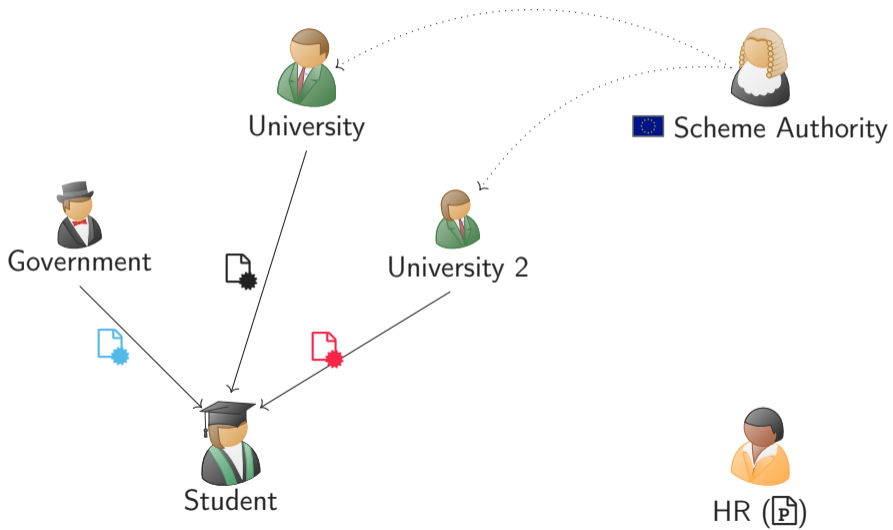 University
Scheme Authority
Government
University 2
Student
HR (P)